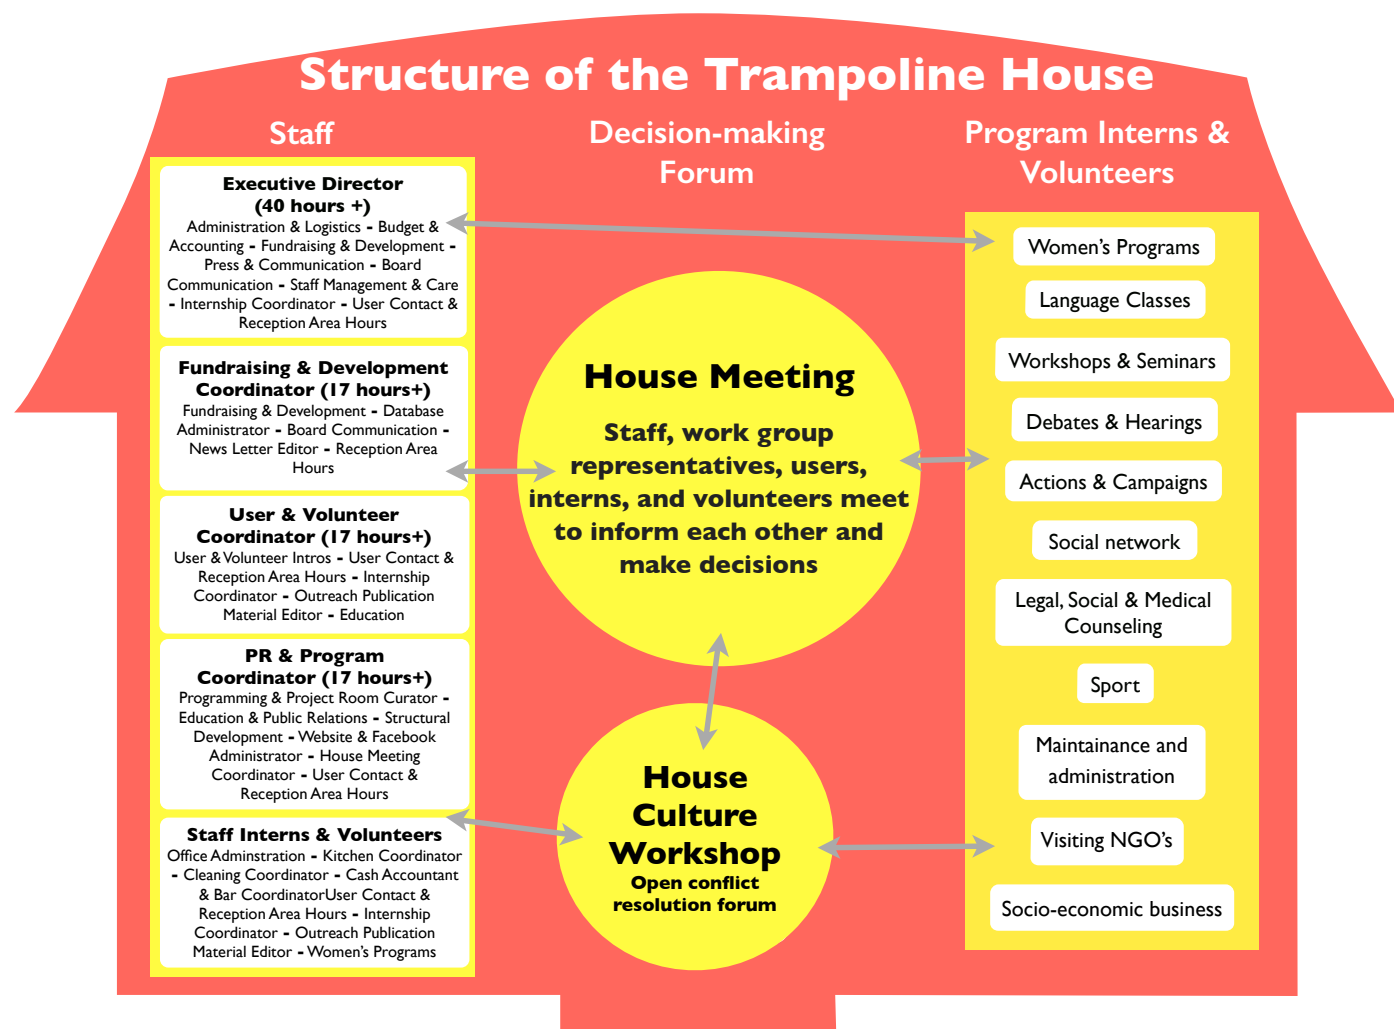 Structure of the Trampoline House
Staff
Executive Director
(40 hours +)
Administration & Logistics - Budget &
Accounting - Fundraising & Development -
Press & Communication - Board
Communication - Staff Management & Care
- Internship Coordinator - User Contact &
Reception Area Hours
Fundraising & Development
Coordinator (17 hours+)
Fundraising & Development - Database
Administrator - Board Communication -
News Letter Editor - Reception Area
Hours
User & Volunteer
Coordinator (17 hours+)
User & Volunteer Intros - User Contact &
Reception Area Hours - Internship
Coordinator - Outreach Publication
Material Editor - Education
PR & Program
Coordinator (17 hours+)
Programming & Project Room Curator -
Education & Public Relations - Structural
Development - Website & Facebook
Administrator - House Meeting
Coordinator - User Contact &
Reception Area Hours
Staff Interns & Volunteers
Office Adminstration - Kitchen Coordinator
- Cleaning Coordinator - Cash Accountant
& Bar CoordinatorUser Contact &
Reception Area Hours - Internship
Coordinator - Outreach Publication
Material Editor - Women's Programs
Decision-making
Forum
House Meeting
Staff, work group
representatives, users,
interns, and volunteers meet
to inform each other and
make decisions
House
Culture
Workshop
Open conflict
resolution forum
Program Interns &
Volunteers
Women's Programs
Language Classes
Workshops & Seminars
Debates & Hearings
Actions & Campaigns
Social network
Legal, Social & Medical
Counseling
Sport
Maintainance and
administration
Visiting NGO's
Socio-economic business